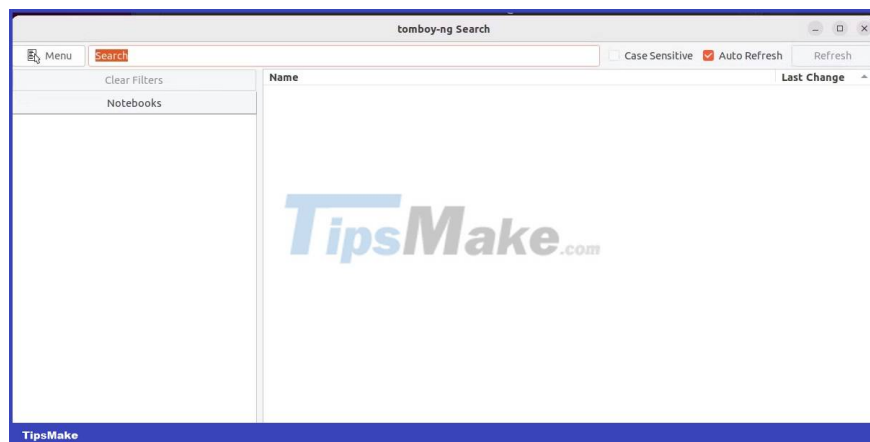 tomboy-ng Search
Menu Search Case Sensitive Auto Refresh Refresh
Clear Filters Name Last Change
Notebooks
TipsMake.com
TipsMake